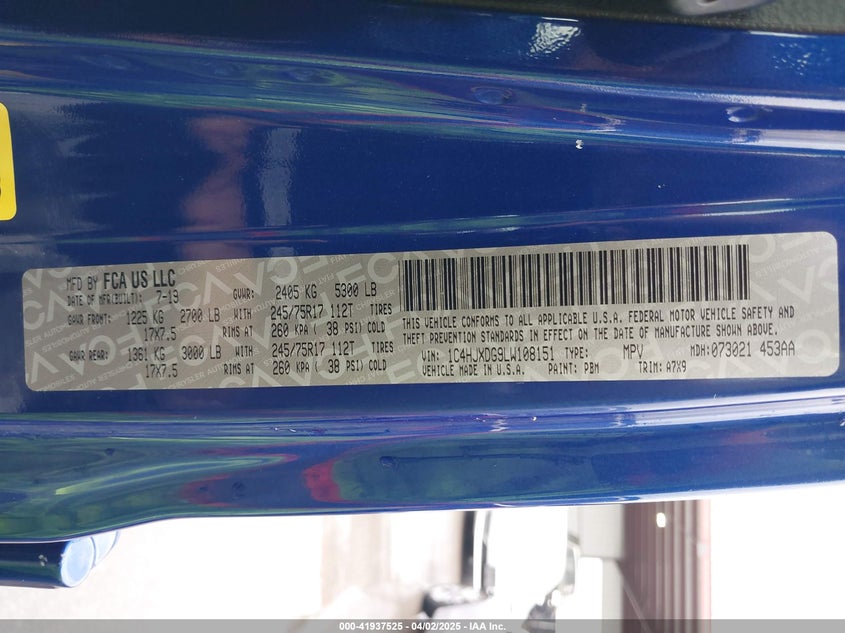 MFD BY FCA US LLC
DATE OF MFR(BUILT): 7-19 GVWR: 2405 KG 5300 LB
GAWR FRONT: 1225 KG 2700 LB WITH 245/75R17 112T TIRES
17X7.5 RIMS AT 260 KPA ( 38 PSI) COLD
GAWR REAR: 1361 KG 3000 LB WITH 245/75R17 112T TIRES
17X7.5 RIMS AT 260 KPA ( 38 PSI) COLD
THIS VEHICLE CONFORMS TO ALL APPLICABLE U.S.A. FEDERAL MOTOR VEHICLE SAFETY AND
THEFT PREVENTION STANDARDS IN EFFECT ON THE DATE OF MANUFACTURE SHOWN ABOVE.
VIN: 1C4HJXDG9LW108151 TYPE: MPV MDH: 073021 453AA
VEHICLE MADE IN U.S.A. PAINT: PBM TRIM: A7X9
000-41937525 - 04/02/2025 - IAA Inc.